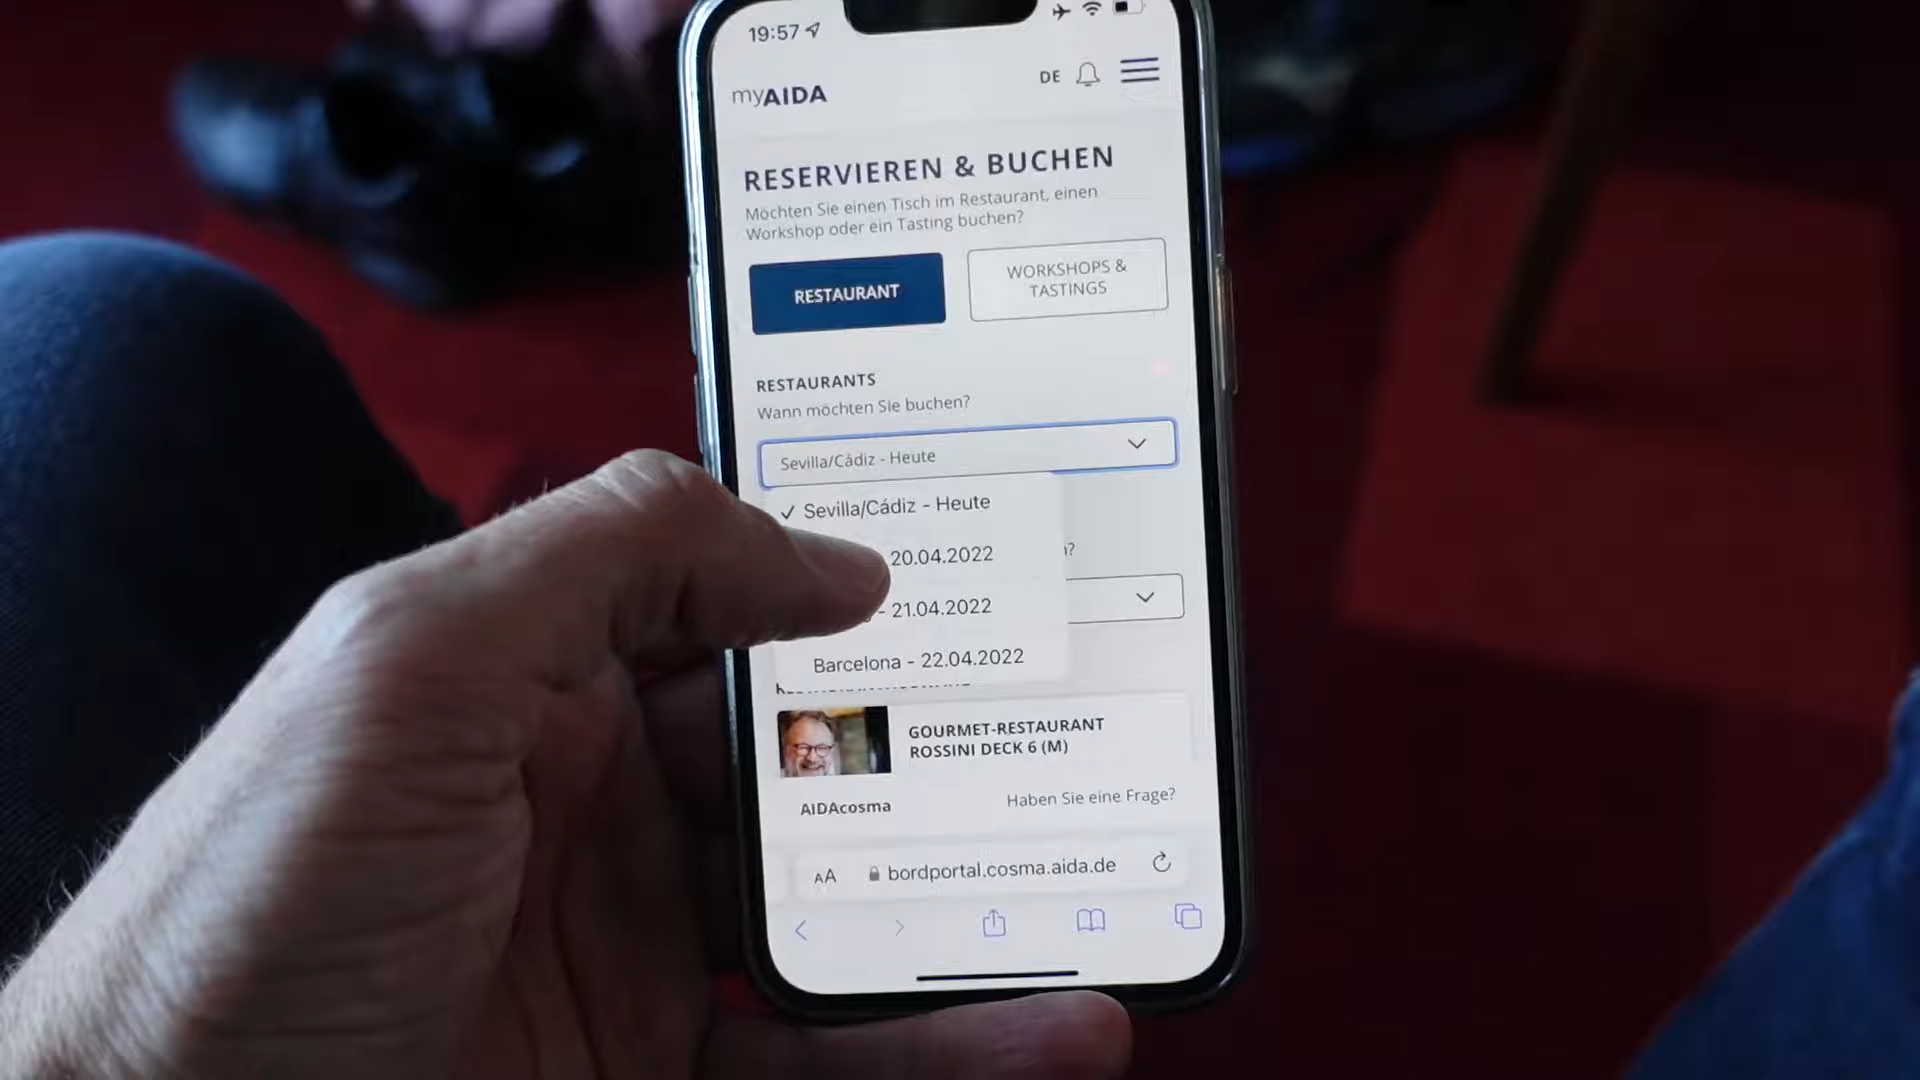 19:57
myAIDA
DE
RESERVIEREN & BUCHEN
Möchten Sie einen Tisch im Restaurant, einen
Workshop oder ein Tasting buchen?
RESTAURANT
WORKSHOPS &
TASTINGS
RESTAURANTS
Wann möchten Sie buchen?
Sevilla/Cádiz - Heute
✓ Sevilla/Cádiz - Heute
20.04.2022
- 21.04.2022
Barcelona - 22.04.2022
GOURMET-RESTAURANT
ROSSINI DECK 6 (M)
AIDAcosma
Haben Sie eine Frage?
AA
bordportal.cosma.aida.de